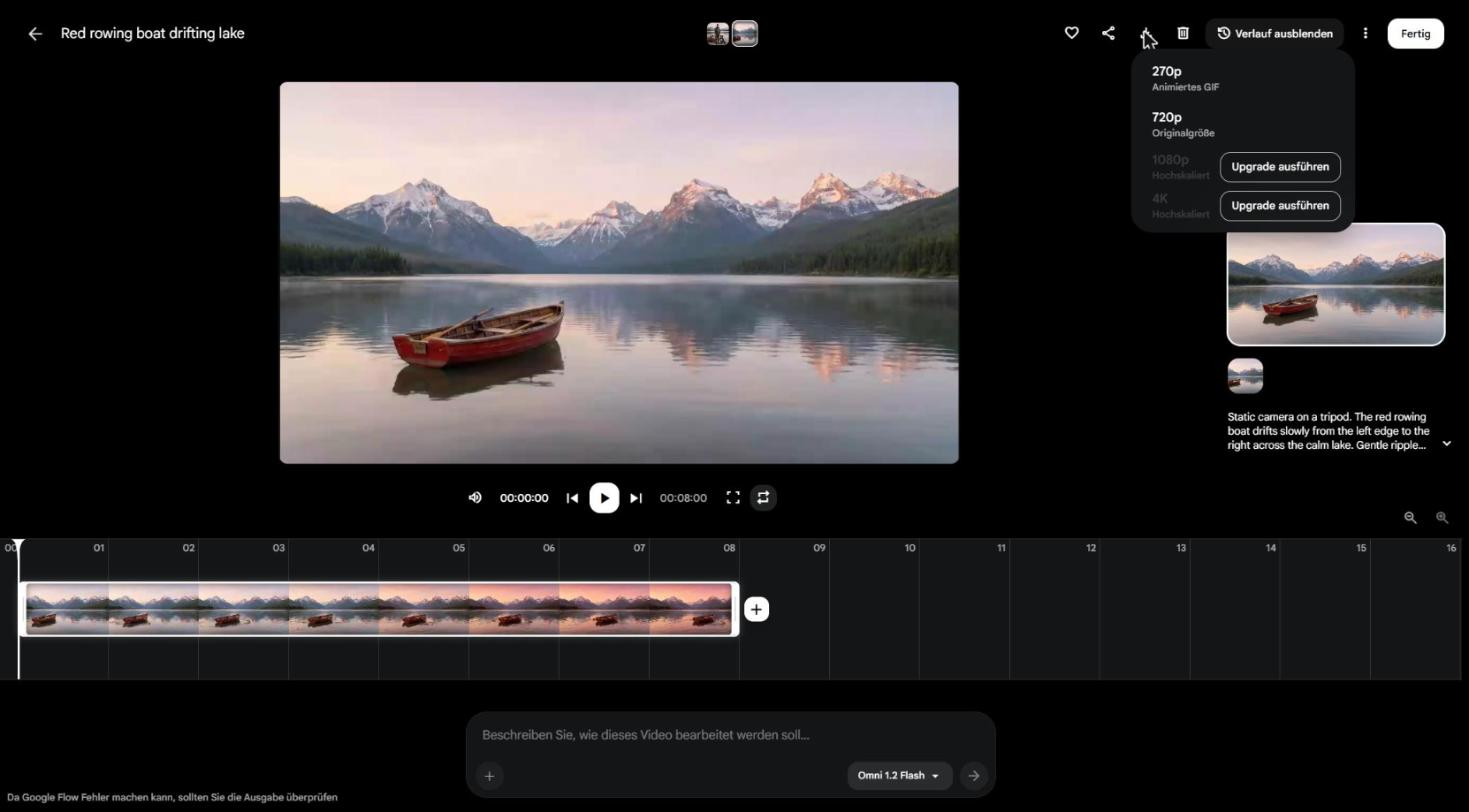 Red rowing boat drifting lake
Verlauf ausblenden
Fertig
270p
Animiertes GIF
720p
Originalgröße
1080p
Hochskaliert
Upgrade ausführen
4K
Hochskaliert
Upgrade ausführen
Static camera on a tripod. The red rowing
boat drifts slowly from the left edge to the
right across the calm lake. Gentle ripple...
00:00:00
00:08:00
00 01 02 03 04 05 06 07 08 09 10 11 12 13 14 15 16
Beschreiben Sie, wie dieses Video bearbeitet werden soll...
Omni 1.2 Flash
Da Google Flow Fehler machen kann, sollten Sie die Ausgabe überprüfen